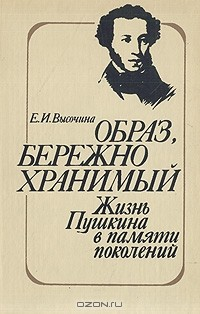 Е.И.Высочина
ОБРАЗ,
БЕРЕЖНО
ХРАНИМЫЙ
Жизнь
Пушкина
в памяти
поколений
OZON.ru